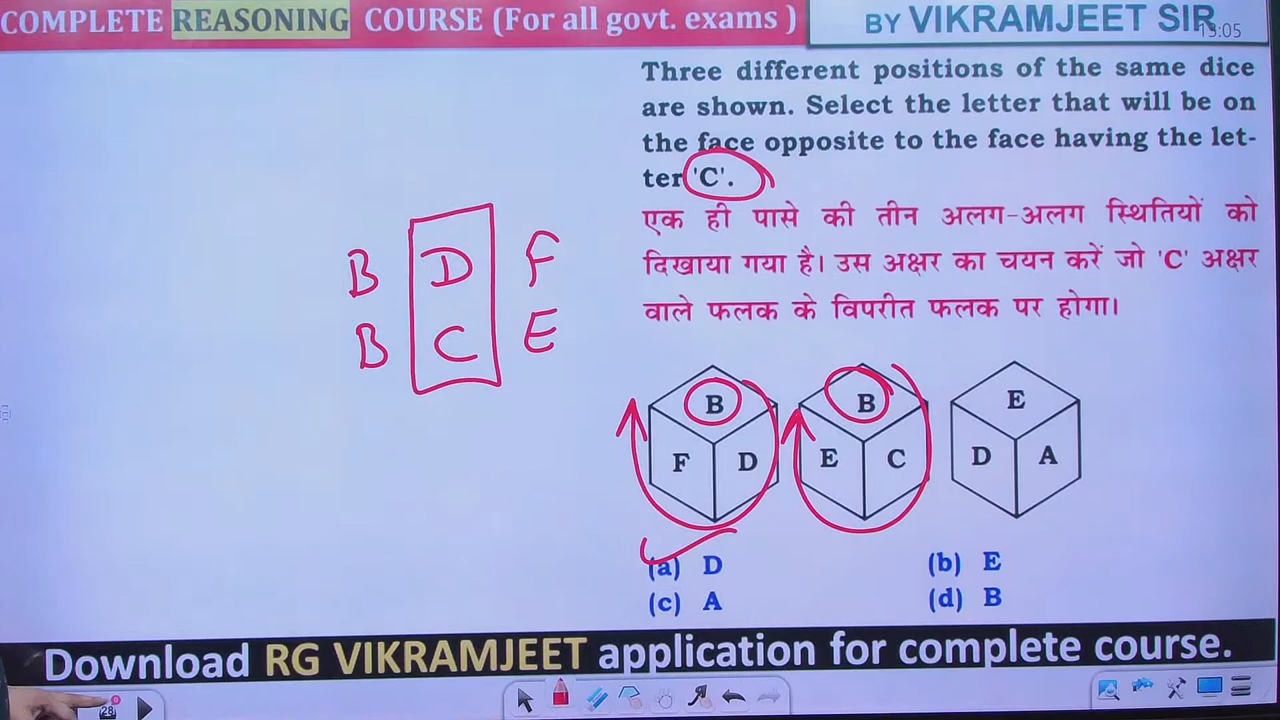 COMPLETE REASONING COURSE (For all govt. exams )
BY VIKRAMJEET SIR
13:05
Three different positions of the same dice
are shown. Select the letter that will be on
the face opposite to the face having the let-
ter 'C'.
एक ही पासे की तीन अलग-अलग स्थितियों को
दिखाया गया है। उस अक्षर का चयन करें जो 'C' अक्षर
वाले फलक के विपरीत फलक पर होगा।
B D F
B C E
B
F D
B
E C
E
D A
(a) D
(b) E
(c) A
(d) B
Download RG VIKRAMJEET application for complete course.
28